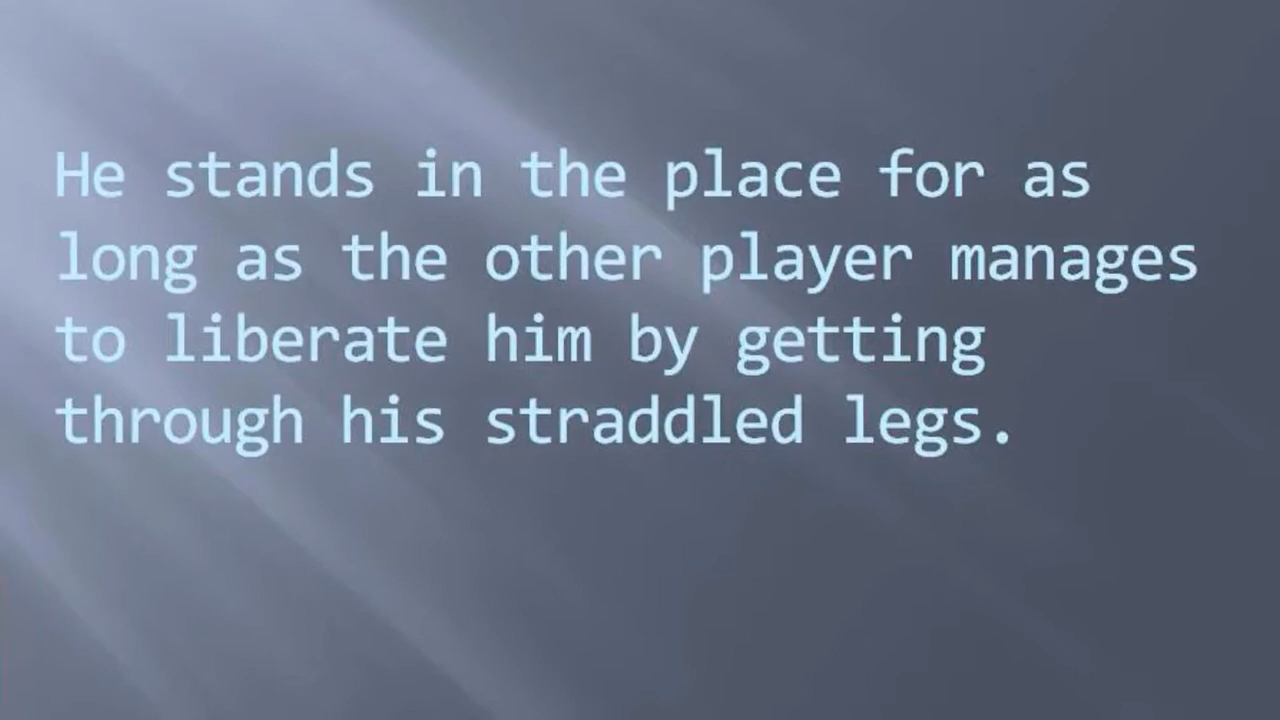 He stands in the place for as
long as the other player manages
to liberate him by getting
through his straddled legs.